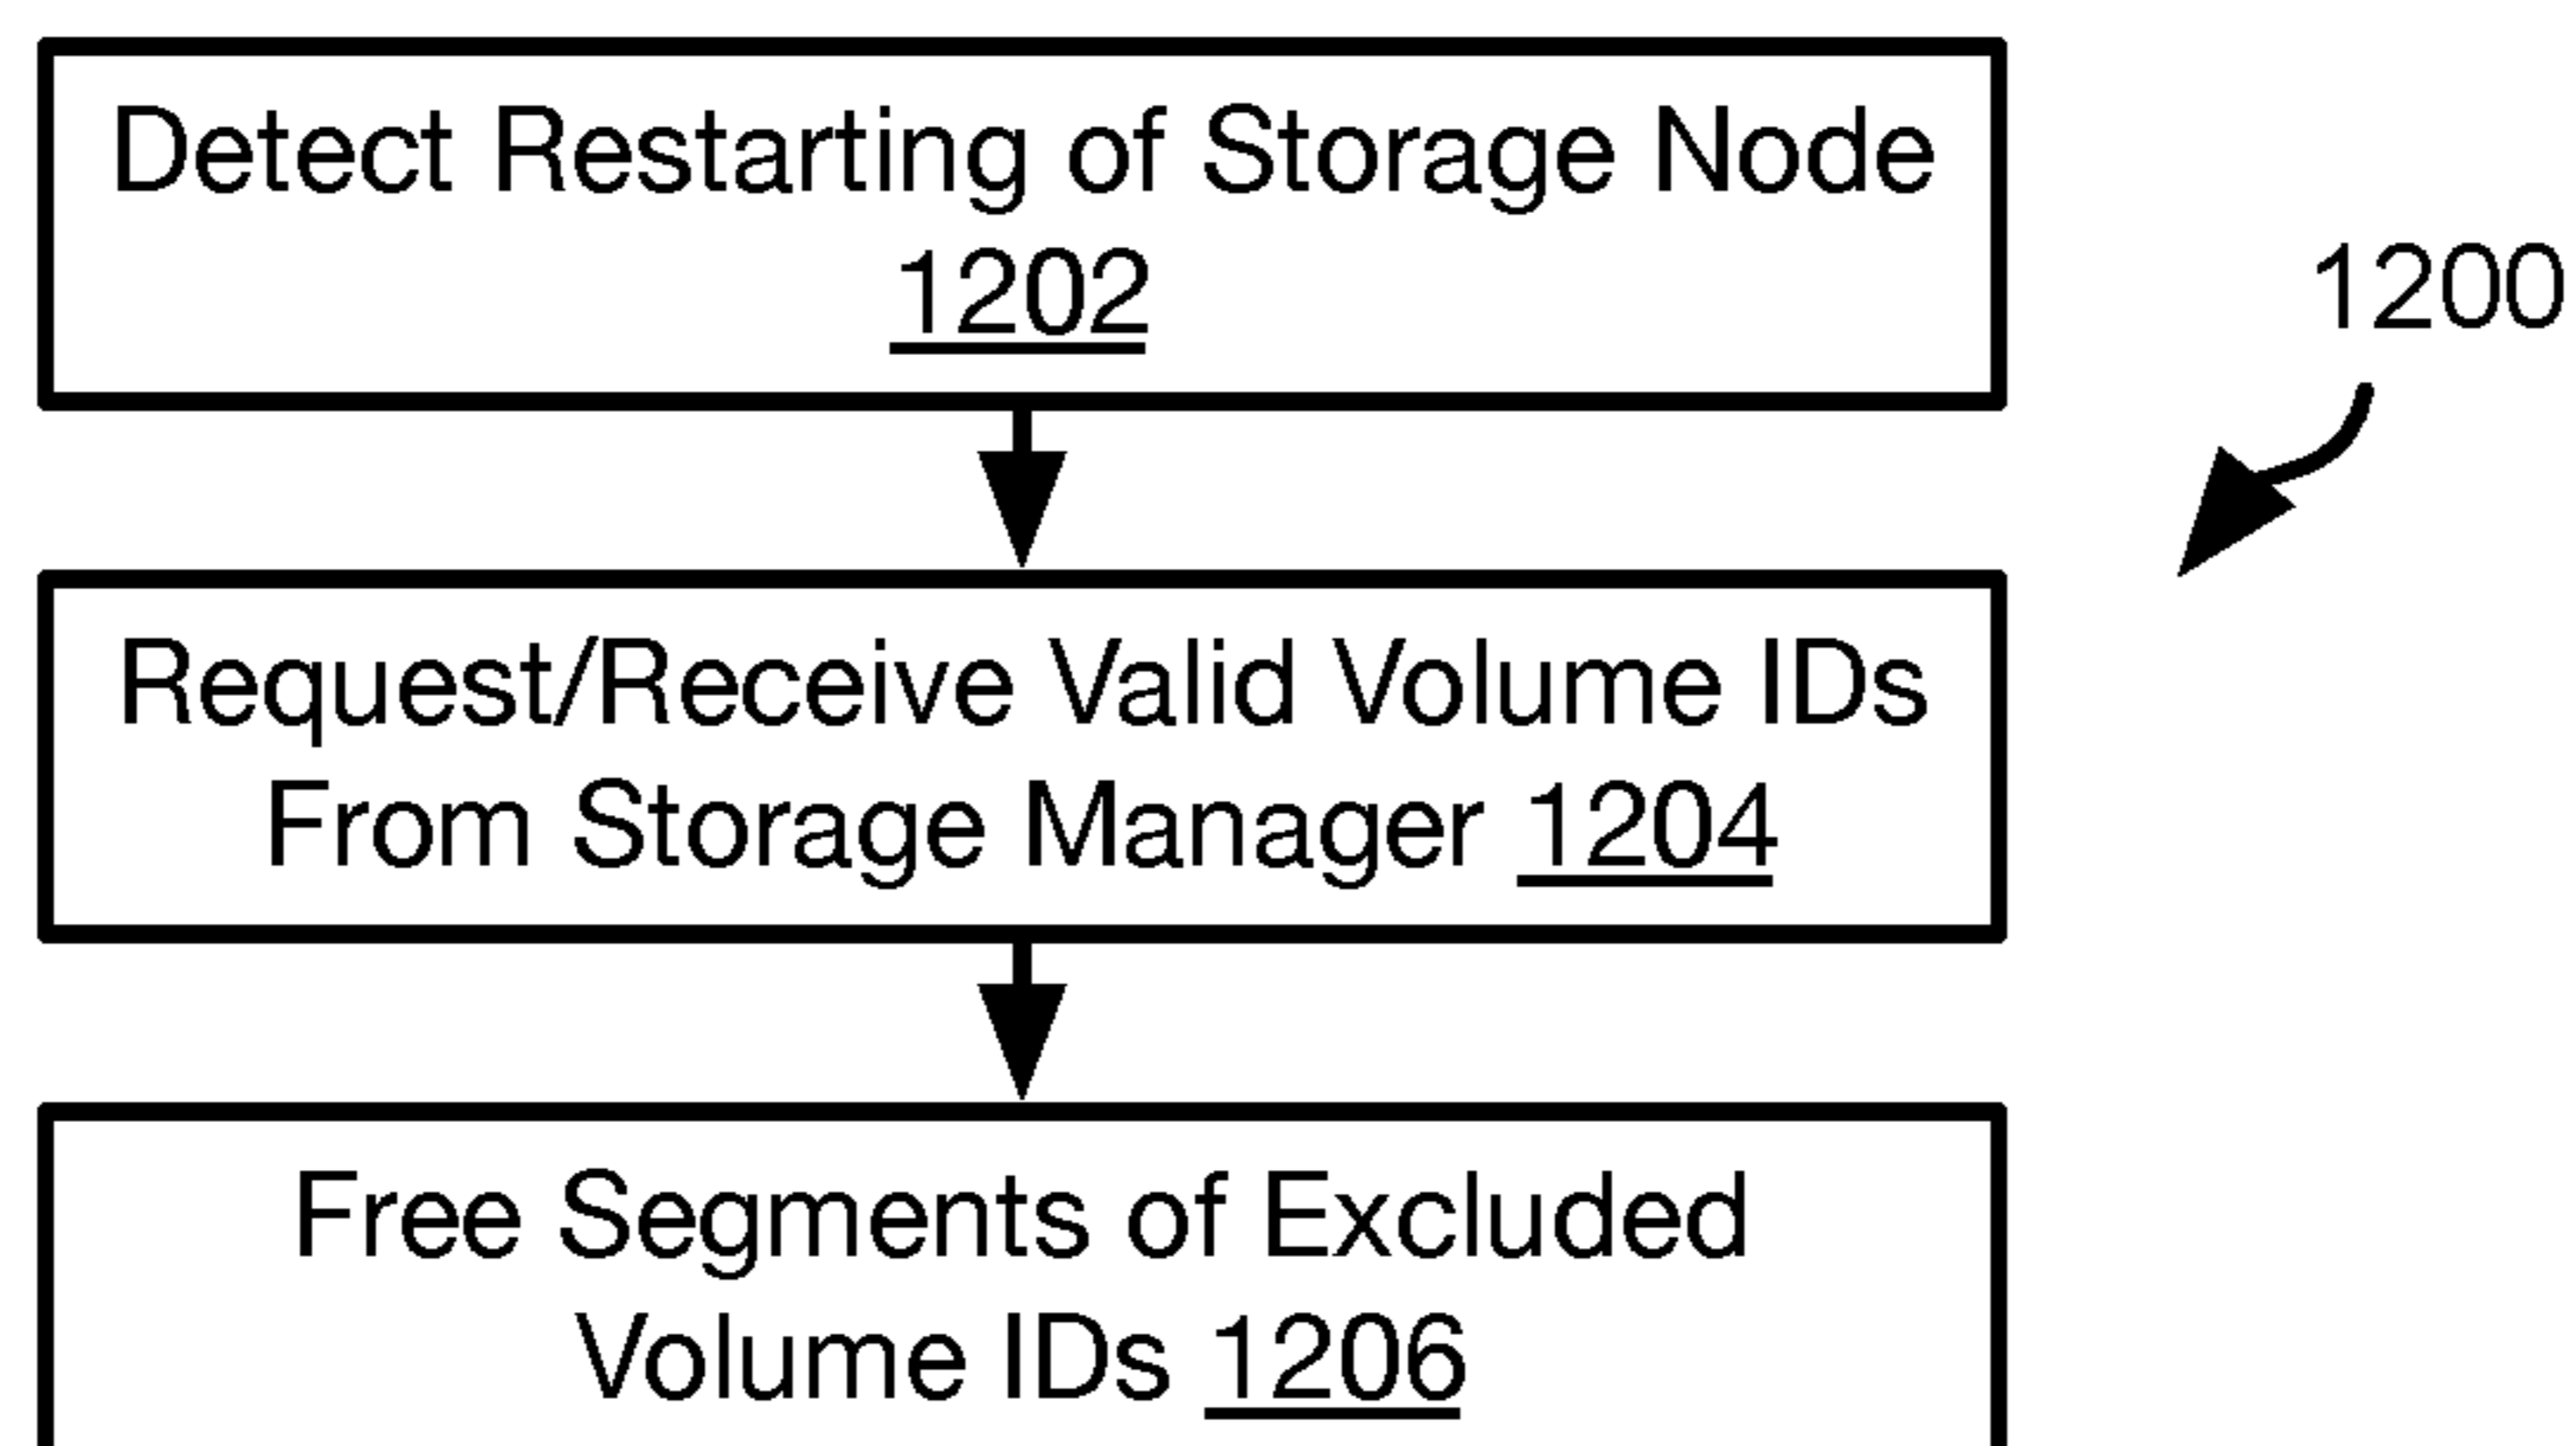 Detect Restarting of Storage Node
1202
1200
Request/Receive Valid Volume IDs
From Storage Manager 1204
Free Segments of Excluded
Volume IDs 1206